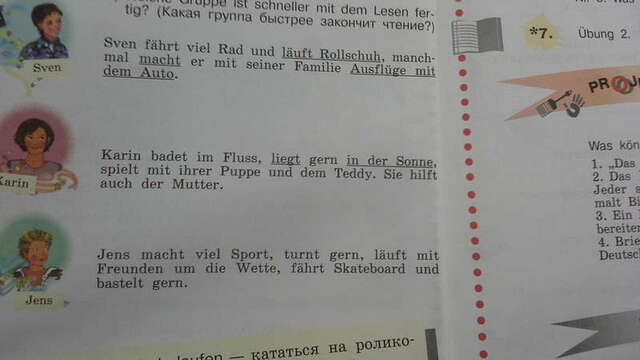 Gruppe ist schneller mit dem Lesen fer-
tig? (Какая группа быстрее закончит чтение?)
Sven fährt viel Rad und läuft Rollschuh, manch-
mal macht er mit seiner Familie Ausflüge mit
dem Auto.
Sven
Karin badet im Fluss, liegt gern in der Sonne,
spielt mit ihrer Puppe und dem Teddy. Sie hilft
auch der Mutter.
Karin
Jens macht viel Sport, turnt gern, läuft mit
Freunden um die Wette, fährt Skateboard und
bastelt gern.
Jens
laufen — кататься на ролико-
*7.
Übung 2.
Was kön
1. „Das
2. Das
Jeder s
malt Bi
3. Ein
bereiten
4. Brie
Deutsc